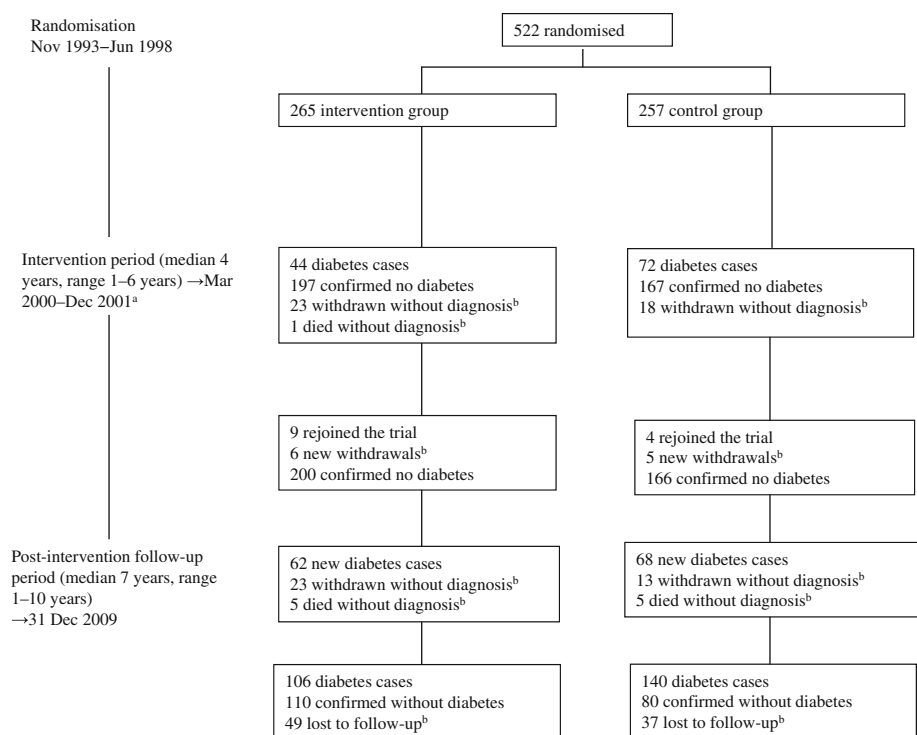 Randomisation
Nov 1993–Jun 1998
522 randomised
265 intervention group
257 control group
Intervention period (median 4
years, range 1–6 years) →Mar
2000–Dec 2001ᵃ
44 diabetes cases
197 confirmed no diabetes
23 withdrawn without diagnosisᵇ
1 died without diagnosisᵇ
72 diabetes cases
167 confirmed no diabetes
18 withdrawn without diagnosisᵇ
9 rejoined the trial
6 new withdrawalsᵇ
200 confirmed no diabetes
4 rejoined the trial
5 new withdrawalsᵇ
166 confirmed no diabetes
Post-intervention follow-up
period (median 7 years, range
1–10 years)
→31 Dec 2009
62 new diabetes cases
23 withdrawn without diagnosisᵇ
5 died without diagnosisᵇ
68 new diabetes cases
13 withdrawn without diagnosisᵇ
5 died without diagnosisᵇ
106 diabetes cases
110 confirmed without diabetes
49 lost to follow-upᵇ
140 diabetes cases
80 confirmed without diabetes
37 lost to follow-upᵇ